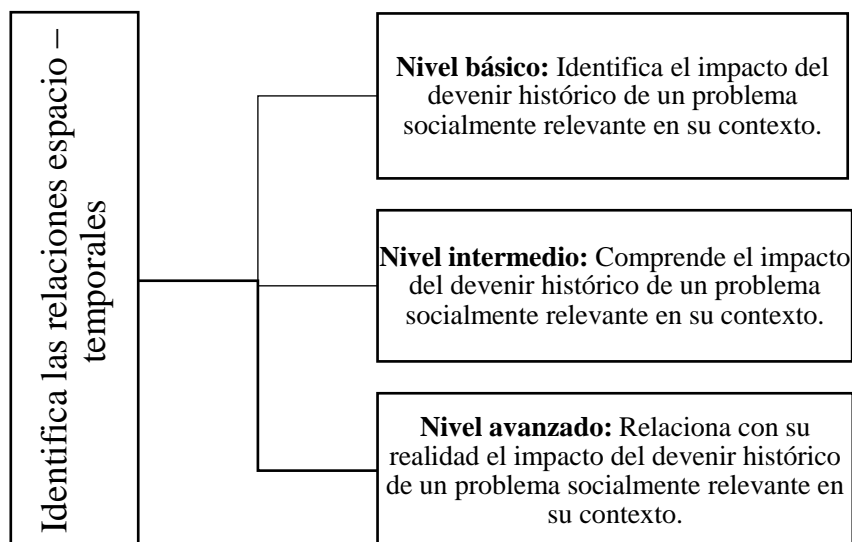 Identifica las relaciones espacio –
temporales
Nivel básico: Identifica el impacto del
devenir histórico de un problema
socialmente relevante en su contexto.
Nivel intermedio: Comprende el impacto
del devenir histórico de un problema
socialmente relevante en su contexto.
Nivel avanzado: Relaciona con su
realidad el impacto del devenir histórico
de un problema socialmente relevante en
su contexto.